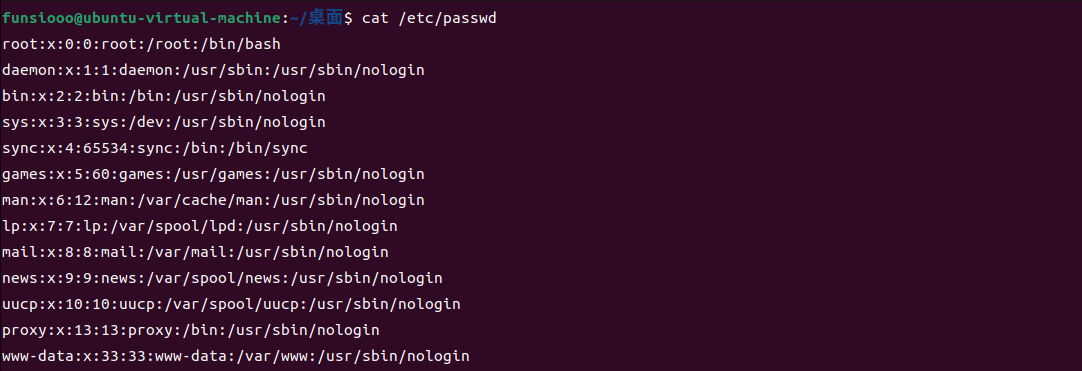 funsiooo@ubuntu-virtual-machine:~/桌面$ cat /etc/passwd
root:x:0:0:root:/root:/bin/bash
daemon:x:1:1:daemon:/usr/sbin:/usr/sbin/nologin
bin:x:2:2:bin:/bin:/usr/sbin/nologin
sys:x:3:3:sys:/dev:/usr/sbin/nologin
sync:x:4:65534:sync:/bin:/bin/sync
games:x:5:60:games:/usr/games:/usr/sbin/nologin
man:x:6:12:man:/var/cache/man:/usr/sbin/nologin
lp:x:7:7:lp:/var/spool/lpd:/usr/sbin/nologin
mail:x:8:8:mail:/var/mail:/usr/sbin/nologin
news:x:9:9:news:/var/spool/news:/usr/sbin/nologin
uucp:x:10:10:uucp:/var/spool/uucp:/usr/sbin/nologin
proxy:x:13:13:proxy:/bin:/usr/sbin/nologin
www-data:x:33:33:www-data:/var/www:/usr/sbin/nologin